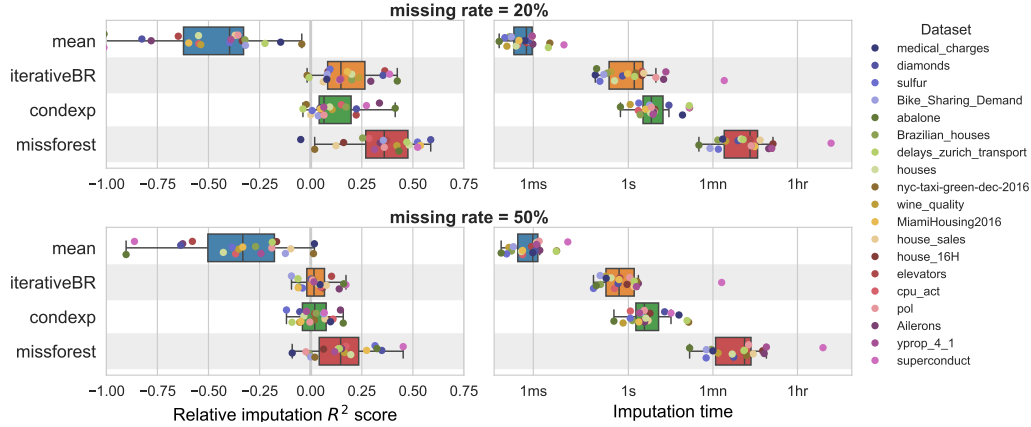 missing rate = 20%
mean
iterativeBR
condexp
missforest
−1.00 −0.75 −0.50 −0.25 0.00 0.25 0.50 0.75
1ms 1s 1mn 1hr
missing rate = 50%
mean
iterativeBR
condexp
missforest
−1.00 −0.75 −0.50 −0.25 0.00 0.25 0.50 0.75
1ms 1s 1mn 1hr
Relative imputation R² score
Imputation time
Dataset
medical_charges
diamonds
sulfur
Bike_Sharing_Demand
abalone
Brazilian_houses
delays_zurich_transport
houses
nyc-taxi-green-dec-2016
wine_quality
MiamiHousing2016
house_sales
house_16H
elevators
cpu_act
pol
Ailerons
yprop_4_1
superconduct